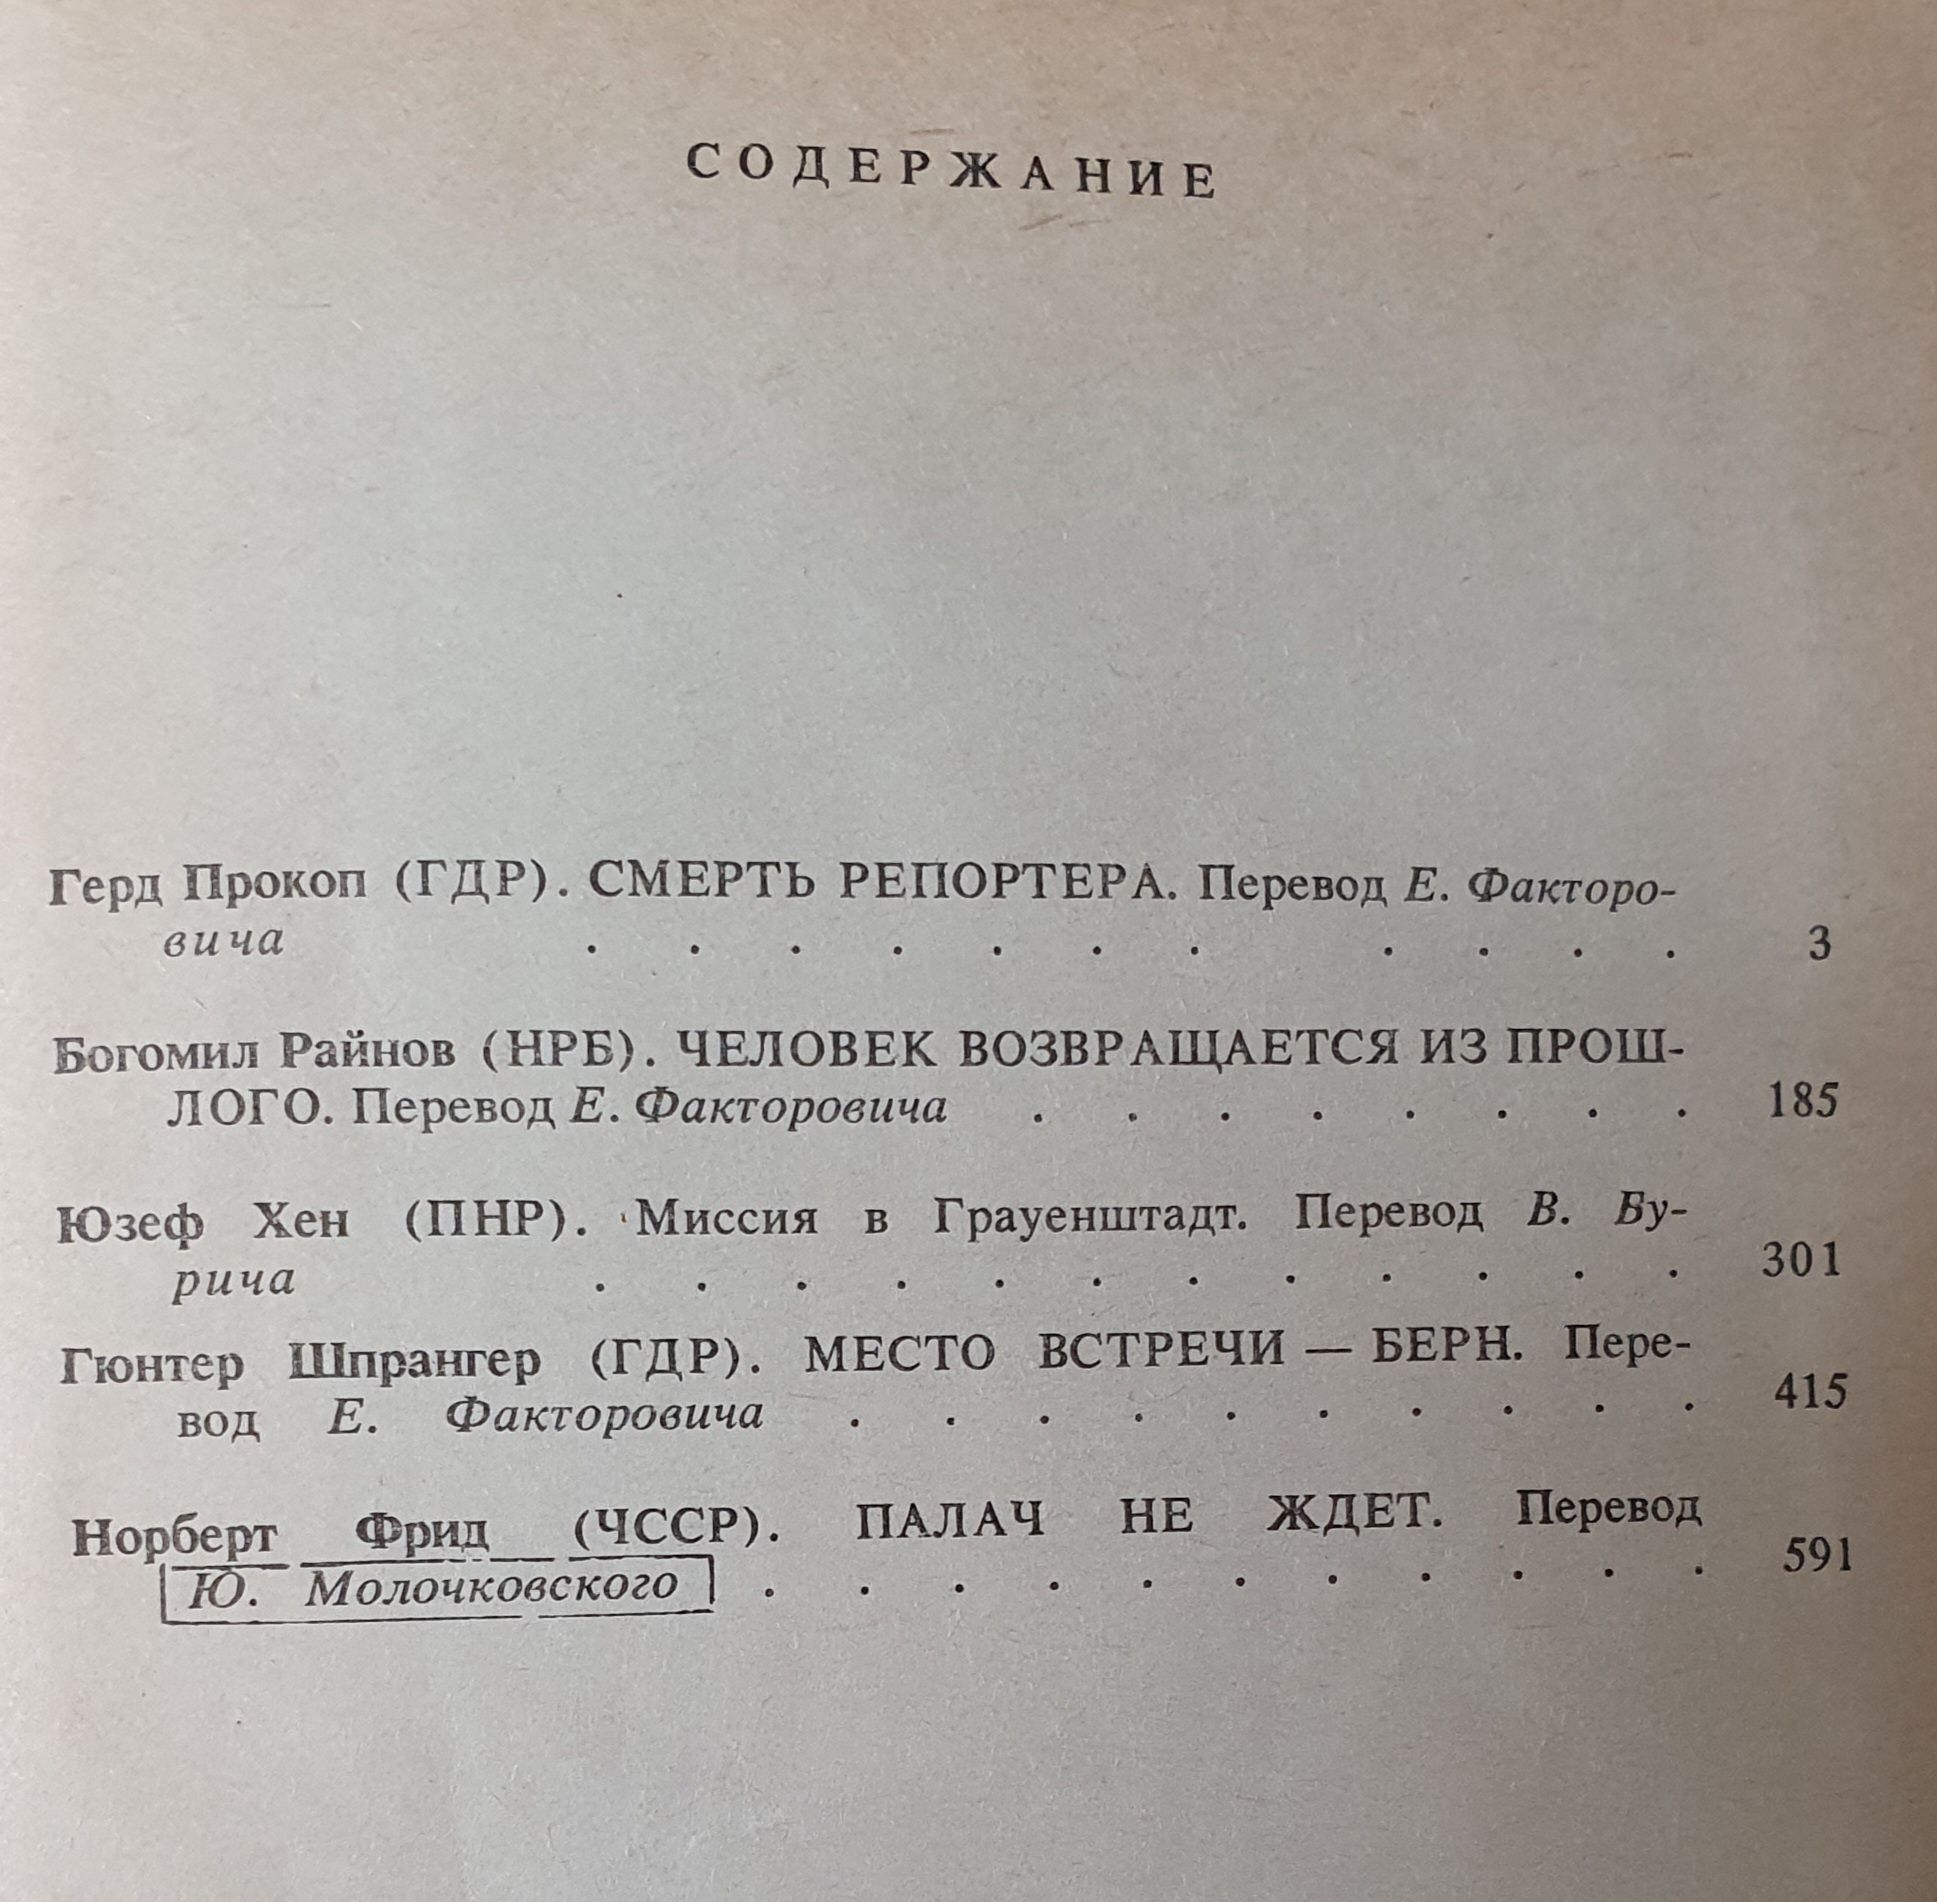 СОДЕРЖАНИЕ
Герд Прокоп (ГДР). СМЕРТЬ РЕПОРТЕРА. Перевод Е. Факторо-
вича . . . . . . . . . . . 3
Богомил Райнов (НРБ). ЧЕЛОВЕК ВОЗВРАЩАЕТСЯ ИЗ ПРОШ-
ЛОГО. Перевод Е. Факторовича . . . . . . . . 185
Юзеф Хен (ПНР). Миссия в Грауенштадт. Перевод В. Бу-
рича . . . . . . . . . . . . 301
Гюнтер Шпрангер (ГДР). МЕСТО ВСТРЕЧИ — БЕРН. Пере-
вод Е. Факторовича . . . . . . . . . . 415
Норберт Фрид (ЧССР). ПАЛАЧ НЕ ЖДЕТ. Перевод
Ю. Молочковского . . . . . . . . . . . 591